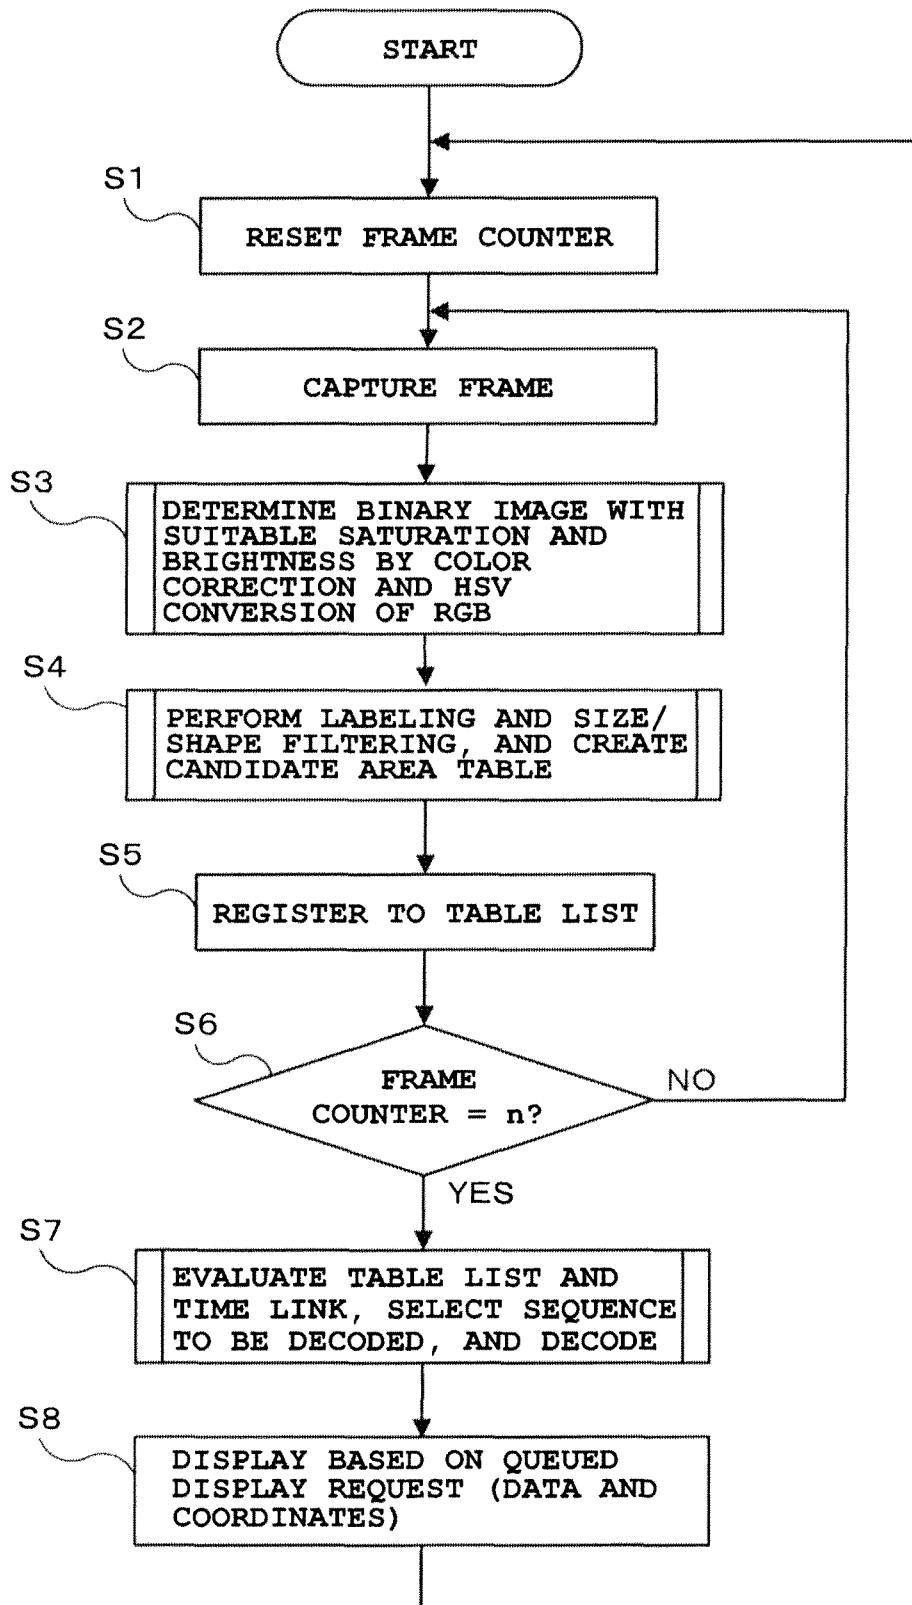 START
S1
RESET FRAME COUNTER
S2
CAPTURE FRAME
S3
DETERMINE BINARY IMAGE WITH
SUITABLE SATURATION AND
BRIGHTNESS BY COLOR
CORRECTION AND HSV
CONVERSION OF RGB
S4
PERFORM LABELING AND SIZE/
SHAPE FILTERING, AND CREATE
CANDIDATE AREA TABLE
S5
REGISTER TO TABLE LIST
S6
FRAME
COUNTER = n?
NO
YES
S7
EVALUATE TABLE LIST AND
TIME LINK, SELECT SEQUENCE
TO BE DECODED, AND DECODE
S8
DISPLAY BASED ON QUEUED
DISPLAY REQUEST (DATA AND
COORDINATES)